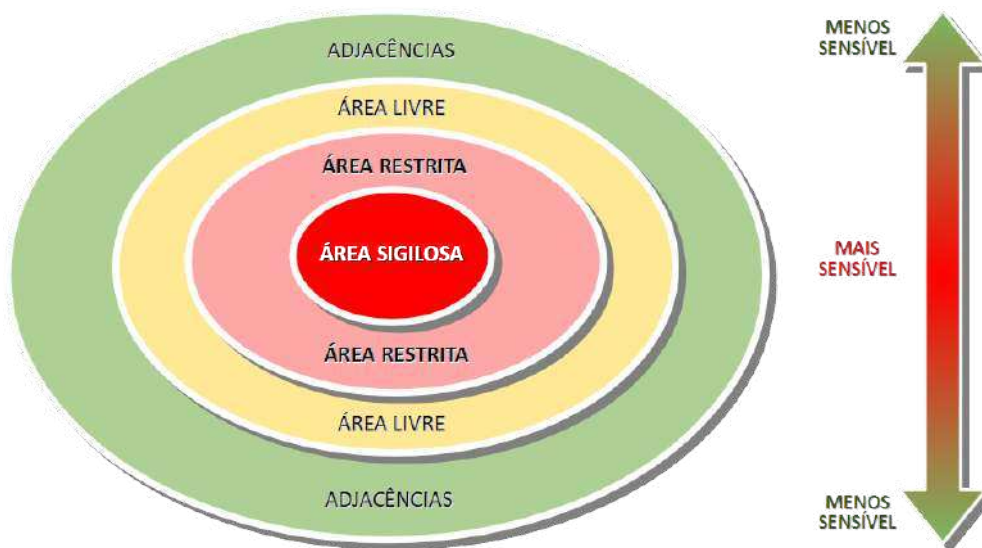 ADJACÊNCIAS
ÁREA LIVRE
ÁREA RESTRITA
ÁREA SIGILOSA
ÁREA RESTRITA
ÁREA LIVRE
ADJACÊNCIAS
MENOS
SENSÍVEL
MAIS
SENSÍVEL
MENOS
SENSÍVEL